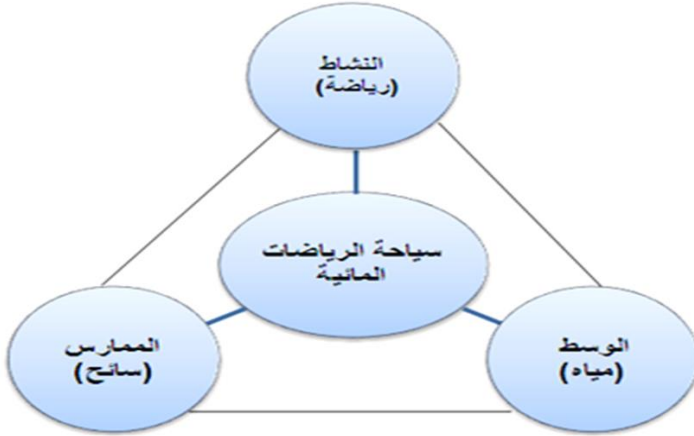 النشاط
(رياضة)
سياحة الرياضات
المائية
الوسط
(مياه)
الممارس
(سائح)